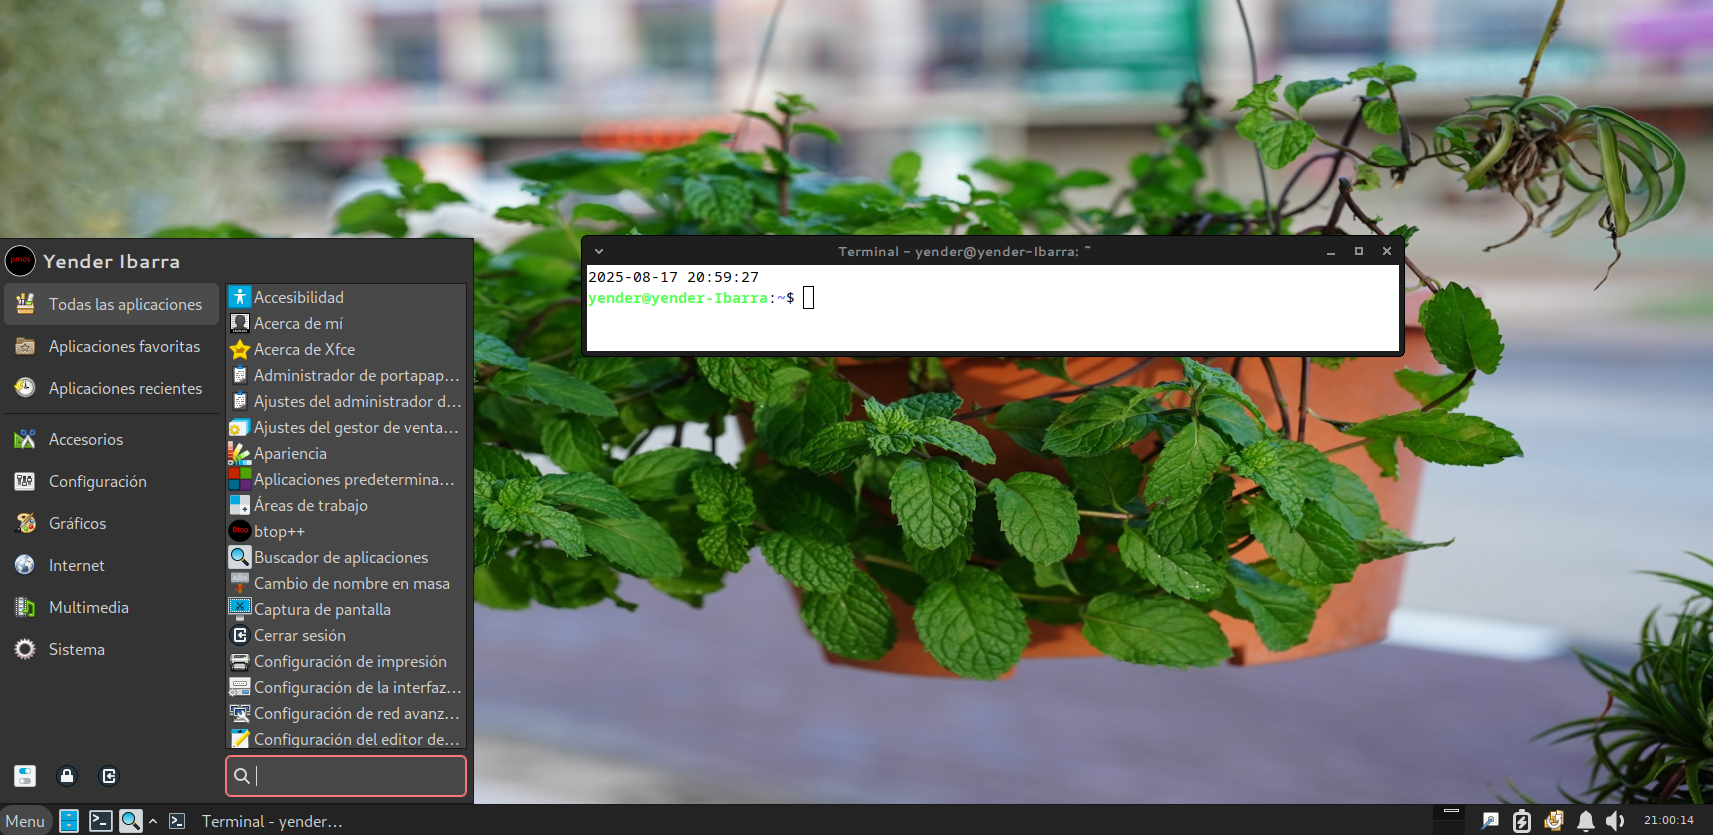 Yender Ibarra
Todas las aplicaciones
Aplicaciones favoritas
Aplicaciones recientes
Accesorios
Configuración
Gráficos
Internet
Multimedia
Sistema
Accesibilidad
Acerca de mí
Acerca de Xfce
Administrador de portapap...
Ajustes del administrador d...
Ajustes del gestor de venta...
Apariencia
Aplicaciones predetermina...
Áreas de trabajo
btop++
Buscador de aplicaciones
Cambio de nombre en masa
Captura de pantalla
Cerrar sesión
Configuración de impresión
Configuración de la interfaz...
Configuración de red avanz...
Configuración del editor de...
Terminal - yender@yender-Ibarra: ~
2025-08-17 20:59:27
yender@yender-Ibarra:~$
Menu
Terminal - yender...
21:00:14